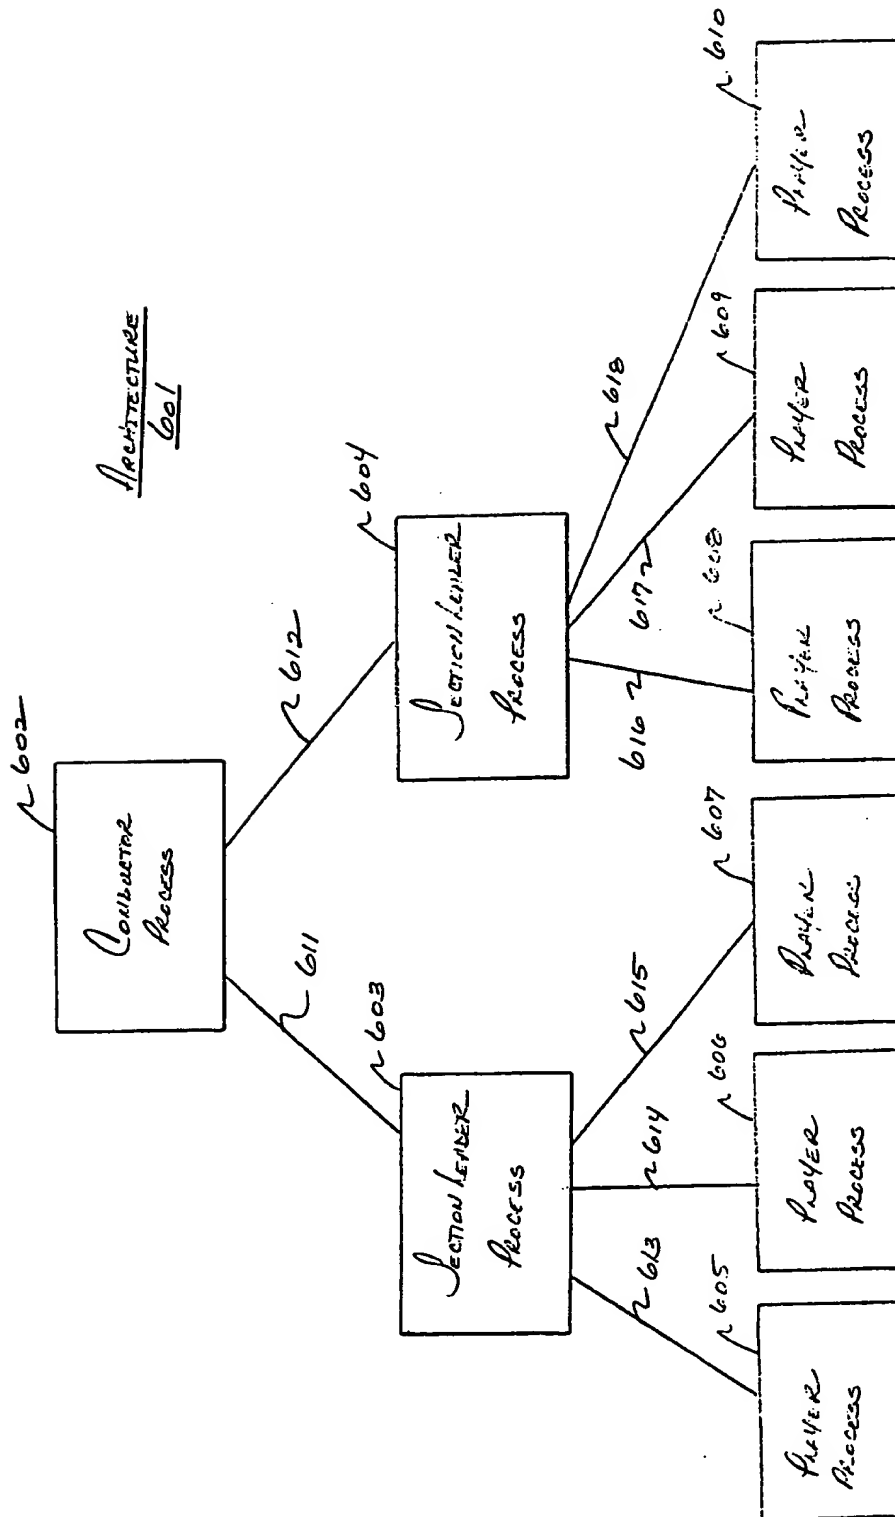 ARCHITECTURE
601
602
CONDUCTOR
PROCESS
611
612
603
SECTION LEADER
PROCESS
604
SECTION LEADER
PROCESS
613
614
615
616
617
618
605
PLAYER
PROCESS
606
PLAYER
PROCESS
607
PLAYER
PROCESS
608
PLAYER
PROCESS
609
PLAYER
PROCESS
610
PLAYER
PROCESS